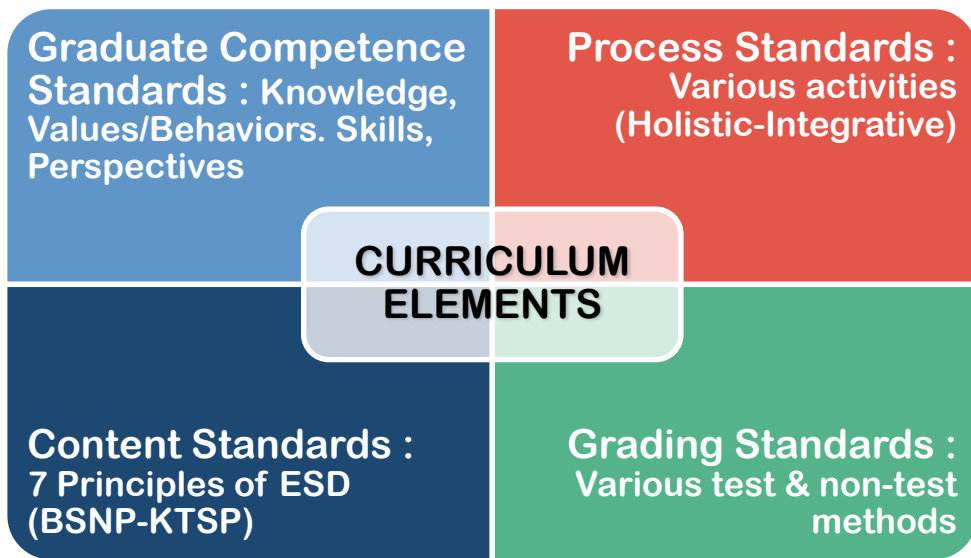 Graduate Competence
Standards : Knowledge,
Values/Behaviors. Skills,
Perspectives
Process Standards :
Various activities
(Holistic-Integrative)
CURRICULUM
ELEMENTS
Content Standards :
7 Principles of ESD
(BSNP-KTSP)
Grading Standards :
Various test & non-test
methods